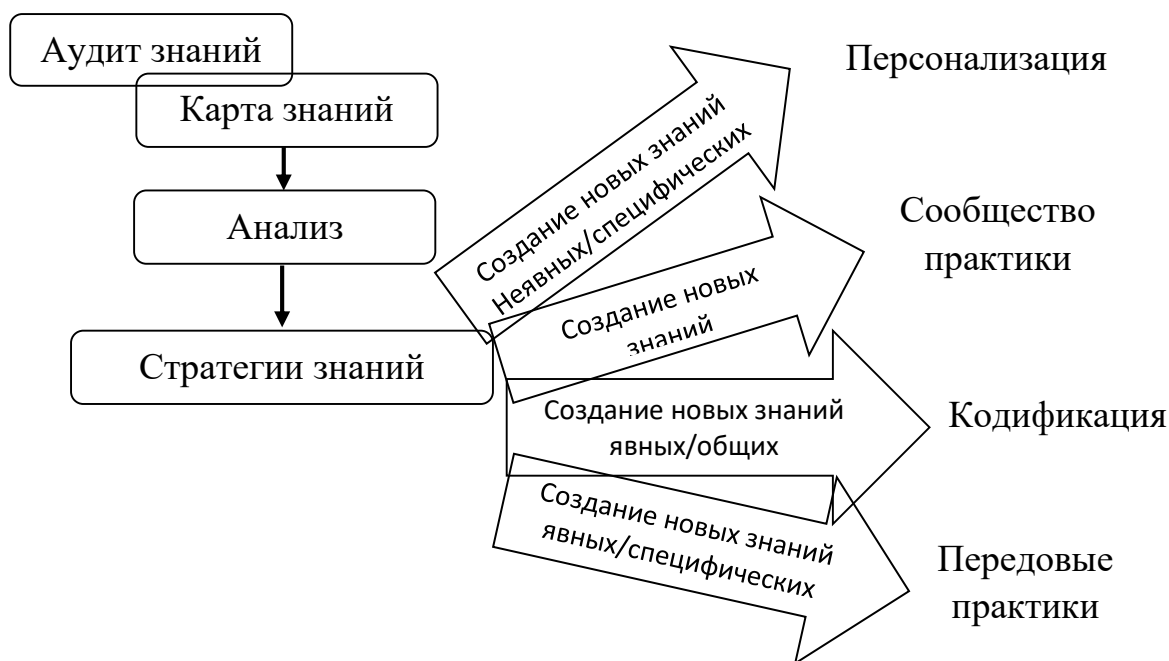 Аудит знаний
Карта знаний
Анализ
Стратегии знаний
Создание новых знаний
Неявных/специфических
Персонализация
Создание новых
знаний
Сообщество
практики
Создание новых знаний
явных/общих
Кодификация
Создание новых знаний
явных/специфических
Передовые
практики